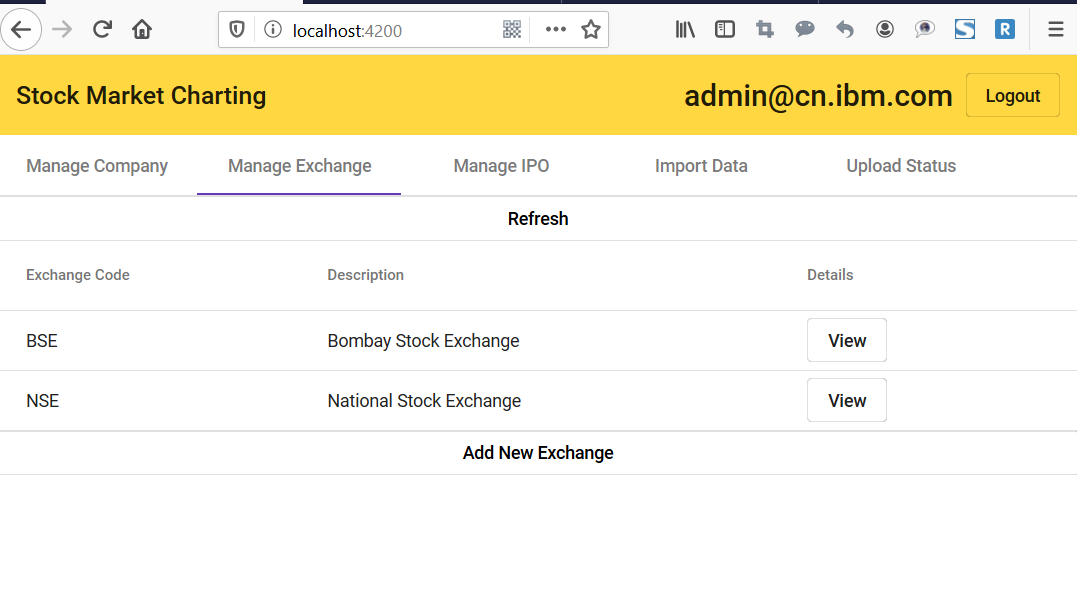 localhost:4200
Stock Market Charting admin@cn.ibm.com Logout
Manage Company Manage Exchange Manage IPO Import Data Upload Status
Refresh
Exchange Code Description Details
BSE Bombay Stock Exchange View
NSE National Stock Exchange View
Add New Exchange